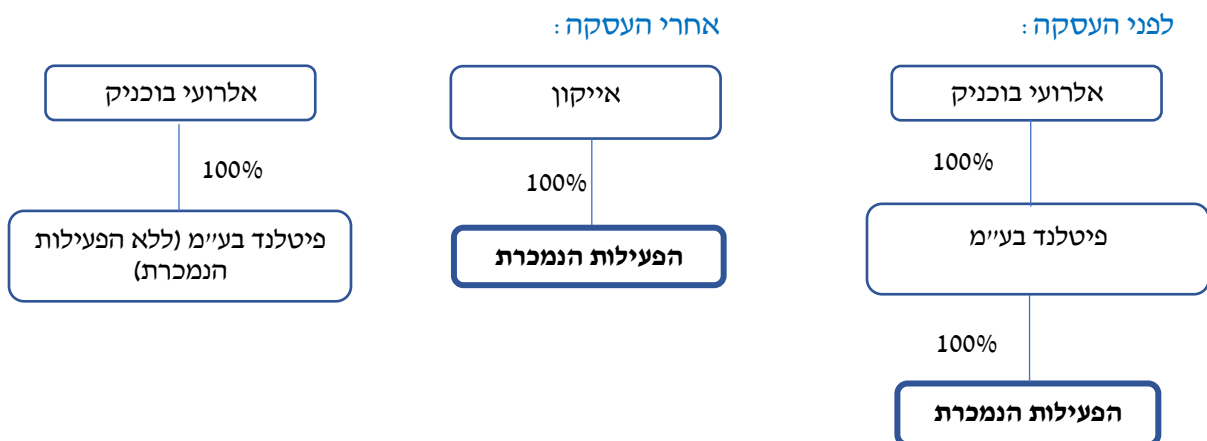 לפני העסקה:
אלרועי בוכניק
100%
פיטלנד בע"מ
100%
הפעילות הנמכרת
אחרי העסקה:
אייקון
100%
הפעילות הנמכרת
אלרועי בוכניק
100%
פיטלנד בע"מ (ללא הפעילות
הנמכרת)